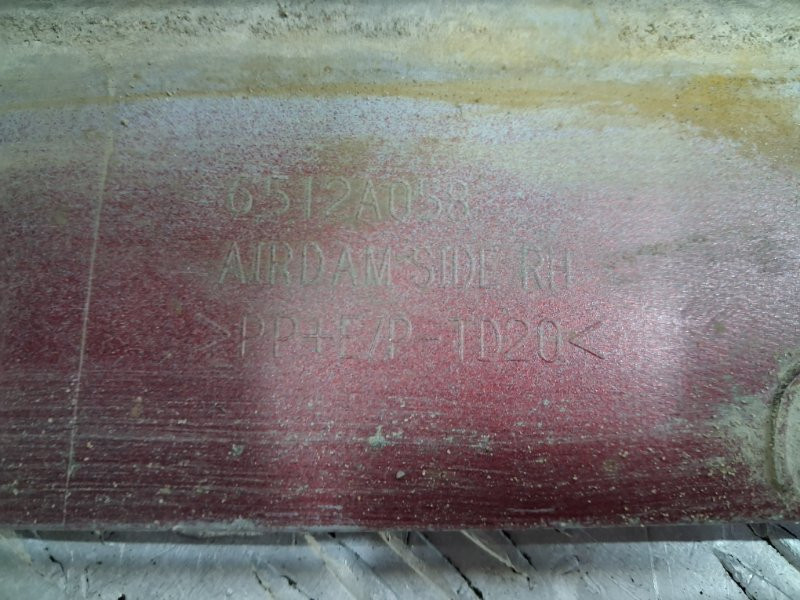 6512A058
AIRDAM SIDE RH
>PP+E/P-TD20<